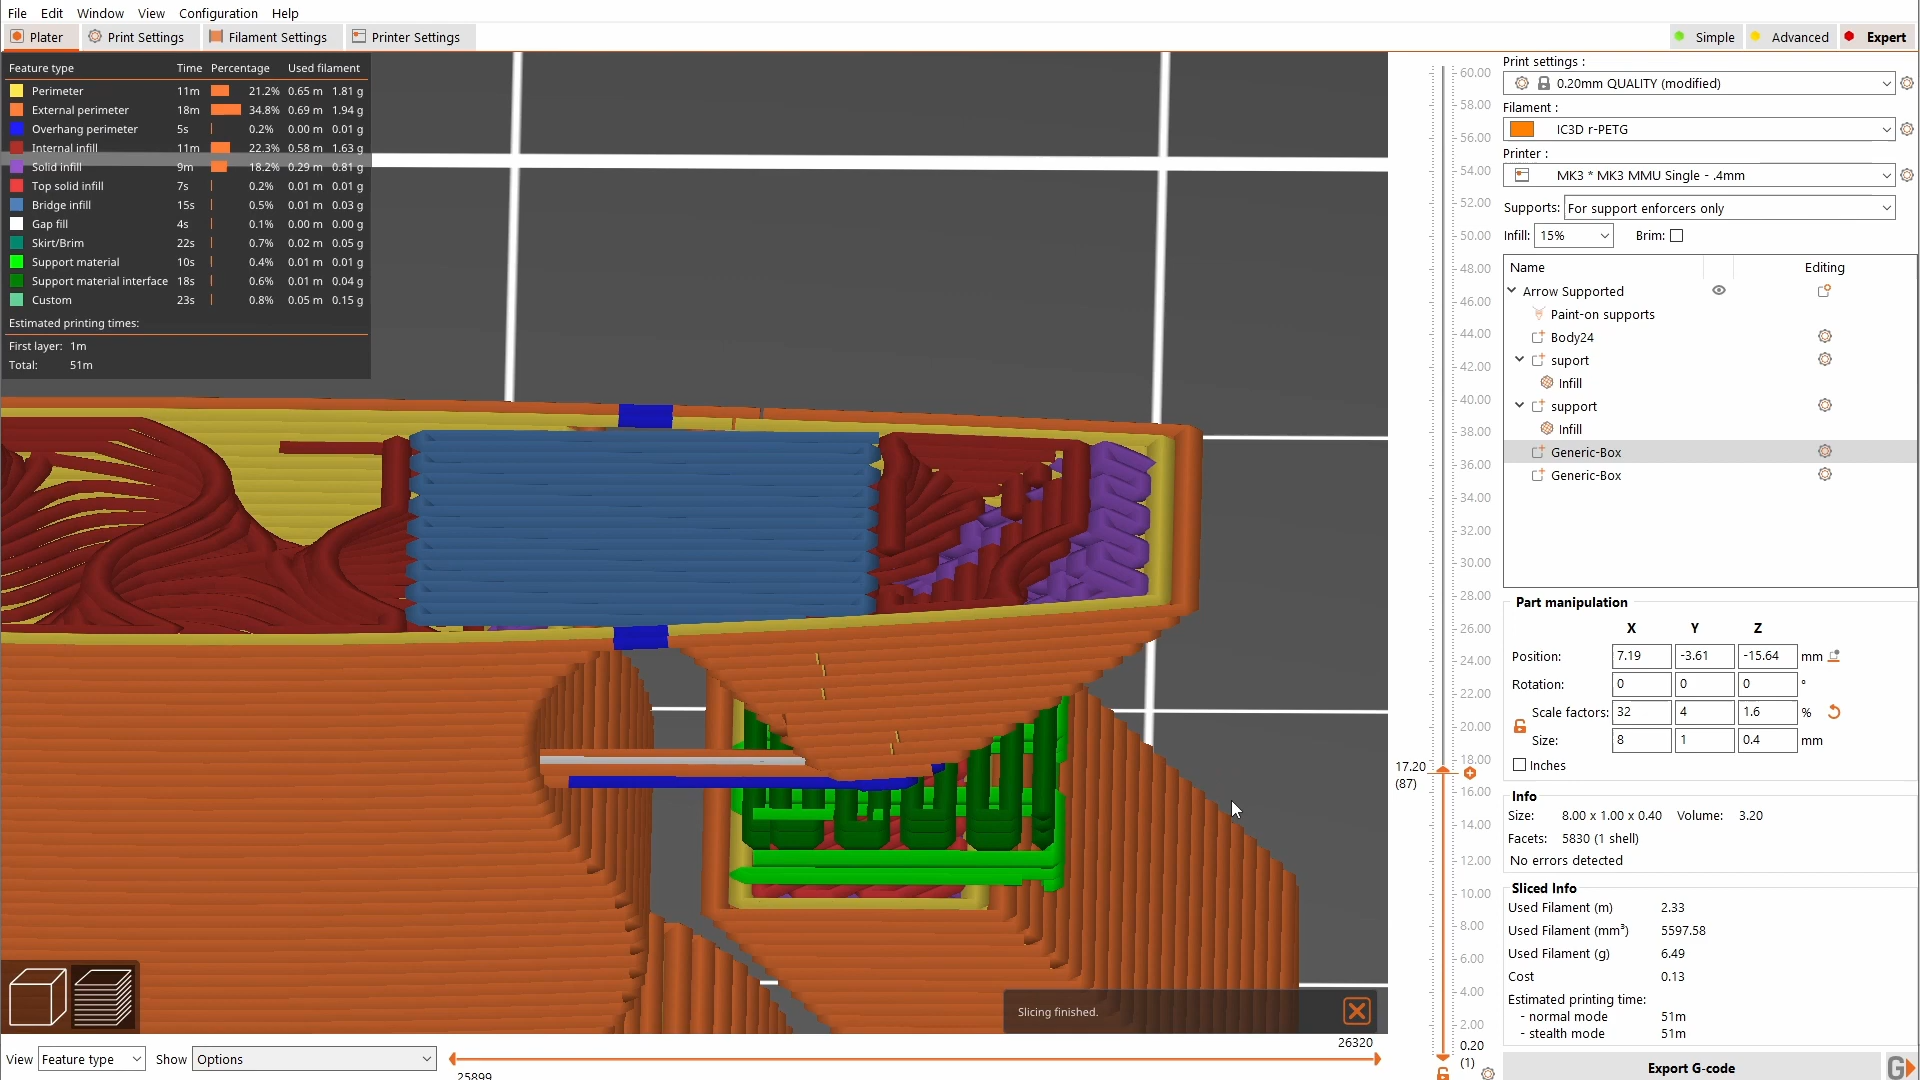 File Edit Window View Configuration Help
Plater Print Settings Filament Settings Printer Settings Simple Advanced Expert
Feature type Time Percentage Used filament
Perimeter 11m 21.2% 0.65 m 1.81 g
External perimeter 18m 34.8% 0.69 m 1.94 g
Overhang perimeter 5s 0.2% 0.00 m 0.01 g
Internal infill 11m 22.3% 0.58 m 1.63 g
Solid infill 9m 18.2% 0.29 m 0.81 g
Top solid infill 7s 0.2% 0.01 m 0.01 g
Bridge infill 15s 0.5% 0.01 m 0.03 g
Gap fill 4s 0.1% 0.00 m 0.00 g
Skirt/Brim 22s 0.7% 0.02 m 0.05 g
Support material 10s 0.4% 0.01 m 0.01 g
Support material interface 18s 0.6% 0.01 m 0.04 g
Custom 23s 0.8% 0.05 m 0.15 g
Estimated printing times:
First layer: 1m
Total: 51m
60.00
58.00
56.00
54.00
52.00
50.00
48.00
46.00
44.00
42.00
40.00
38.00
36.00
34.00
32.00
30.00
28.00
26.00
24.00
22.00
20.00
18.00
17.20
(87)
16.00
14.00
12.00
10.00
8.00
6.00
4.00
2.00
0.20
(1)
Print settings :
0.20mm QUALITY (modified)
Filament :
IC3D r-PETG
Printer :
MK3 * MK3 MMU Single - .4mm
Supports: For support enforcers only
Infill: 15% Brim:
Name Editing
Arrow Supported
Paint-on supports
Body24
suport
Infill
support
Infill
Generic-Box
Generic-Box
Part manipulation
X Y Z
Position: 7.19 -3.61 -15.64 mm
Rotation: 0 0 0 °
Scale factors: 32 4 1.6 %
Size: 8 1 0.4 mm
Inches
Info
Size: 8.00 x 1.00 x 0.40 Volume: 3.20
Facets: 5830 (1 shell)
No errors detected
Sliced Info
Used Filament (m) 2.33
Used Filament (mm³) 5597.58
Used Filament (g) 6.49
Cost 0.13
Estimated printing time:
- normal mode 51m
- stealth mode 51m
Export G-code
G
Slicing finished.
View Feature type Show Options
26320
25899